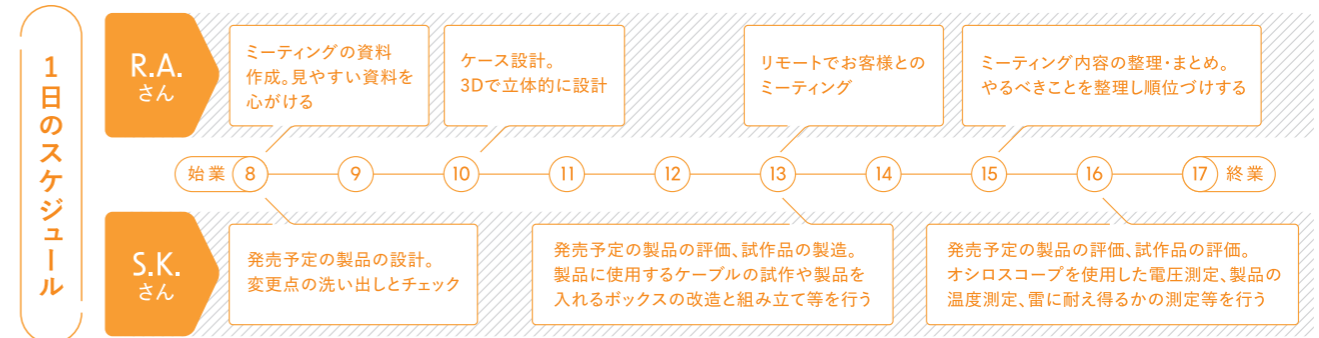 1日のスケジュール
R.A.
さん
ミーティングの資料
作成。見やすい資料を
心がける
ケース設計。
3Dで立体的に設計
リモートでお客様との
ミーティング
ミーティング内容の整理・まとめ。
やるべきことを整理し順位づけする
始業 8 9 10 11 12 13 14 15 16 17 終業
S.K.
さん
発売予定の製品の設計。
変更点の洗い出しとチェック
発売予定の製品の評価、試作品の製造。
製品に使用するケーブルの試作や製品を
入れるボックスの改造と組み立て等を行う
発売予定の製品の評価、試作品の評価。
オシロスコープを使用した電圧測定、製品の
温度測定、雷に耐え得るかの測定等を行う